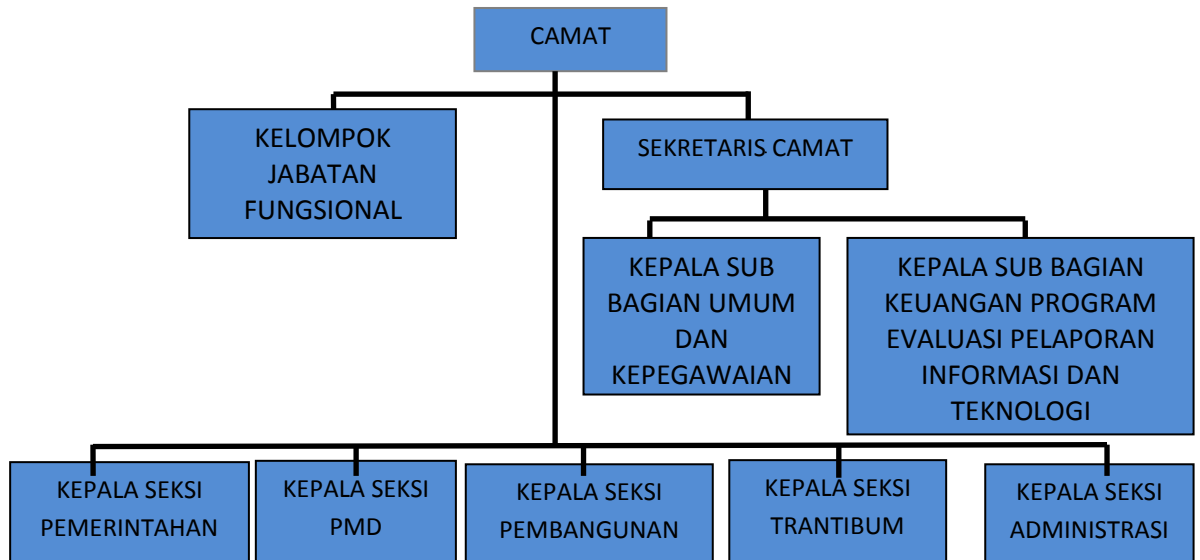 CAMAT
KELOMPOK
JABATAN
FUNGSIONAL
SEKRETARIS CAMAT
KEPALA SUB
BAGIAN UMUM
DAN
KEPEGAWAIAN
KEPALA SUB BAGIAN
KEUANGAN PROGRAM
EVALUASI PELAPORAN
INFORMASI DAN
TEKNOLOGI
KEPALA SEKSI
PEMERINTAHAN
KEPALA SEKSI
PMD
KEPALA SEKSI
PEMBANGUNAN
KEPALA SEKSI
TRANTIBUM
KEPALA SEKSI
ADMINISTRASI